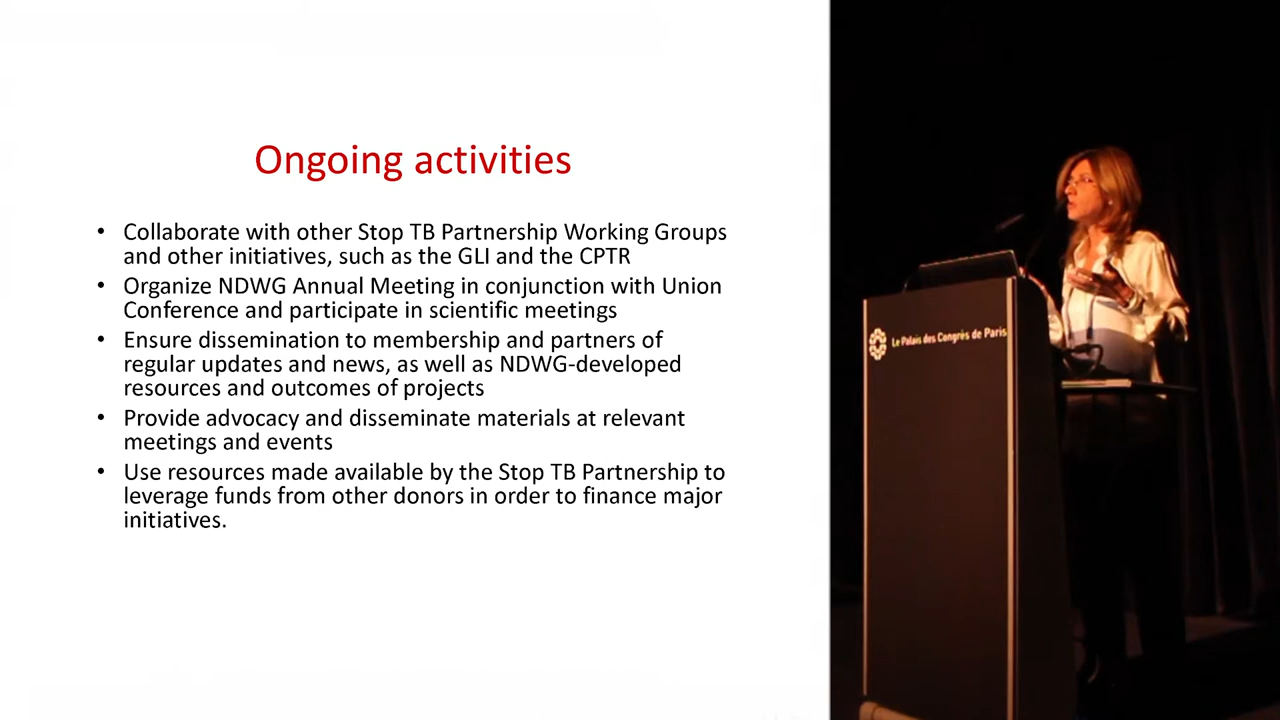 Ongoing activities
• Collaborate with other Stop TB Partnership Working Groups
and other initiatives, such as the GLI and the CPTR
• Organize NDWG Annual Meeting in conjunction with Union
Conference and participate in scientific meetings
• Ensure dissemination to membership and partners of
regular updates and news, as well as NDWG-developed
resources and outcomes of projects
• Provide advocacy and disseminate materials at relevant
meetings and events
• Use resources made available by the Stop TB Partnership to
leverage funds from other donors in order to finance major
initiatives.
Le Palais des Congrès de Paris